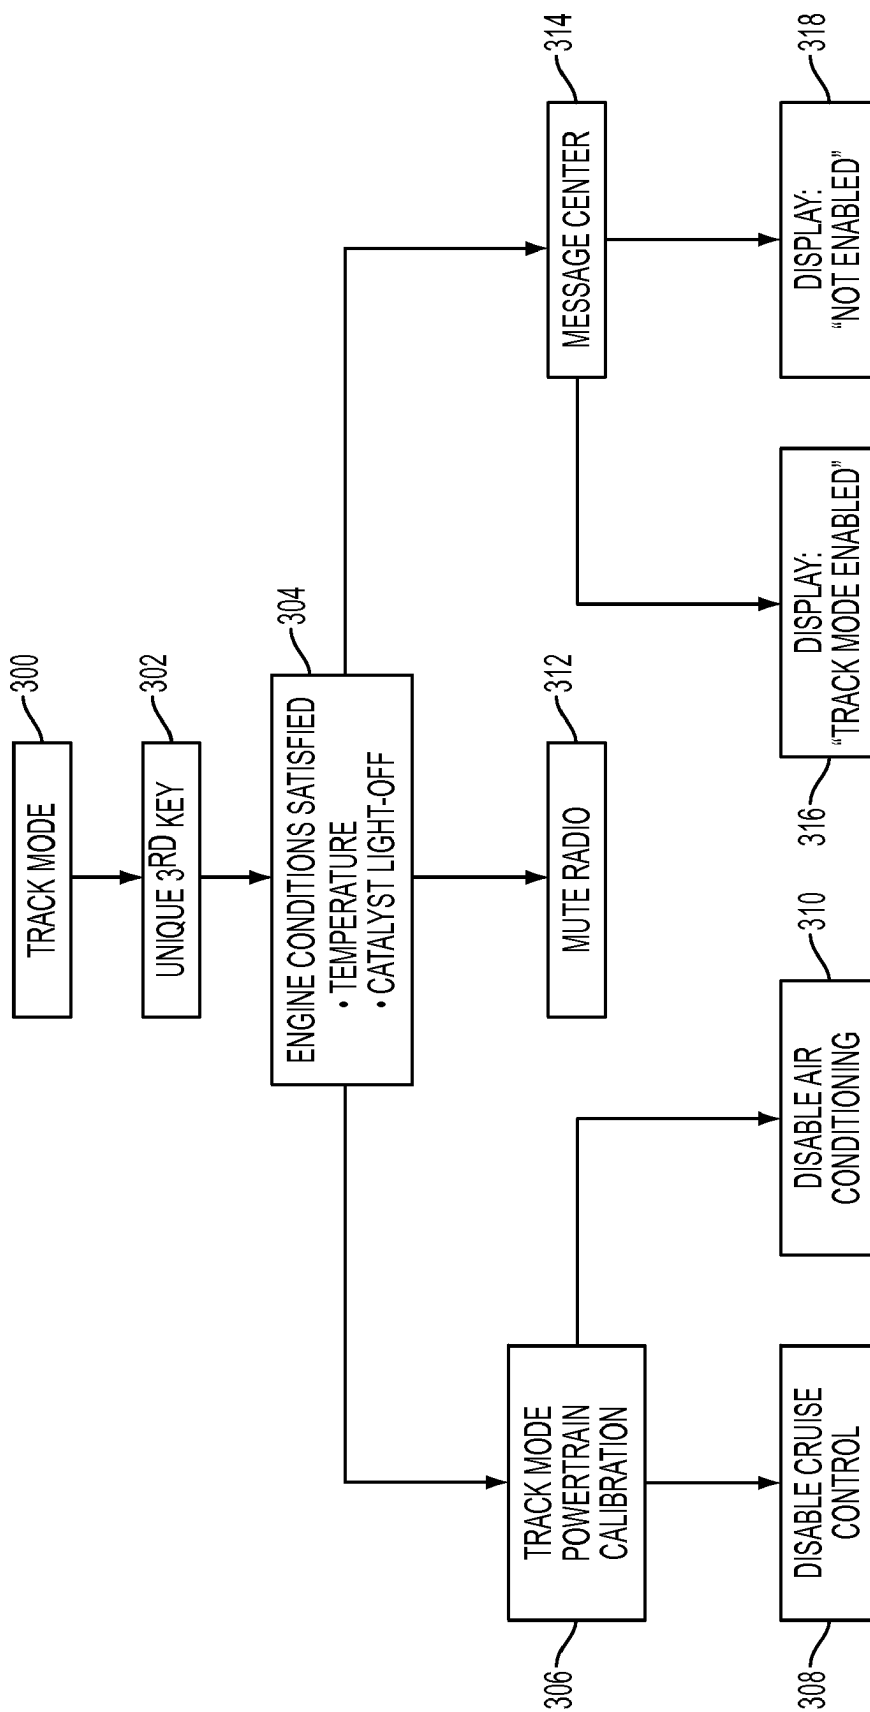 TRACK MODE
300
UNIQUE 3RD KEY
302
ENGINE CONDITIONS SATISFIED
• TEMPERATURE
• CATALYST LIGHT-OFF
304
TRACK MODE
POWERTRAIN
CALIBRATION
306
MUTE RADIO
312
MESSAGE CENTER
314
DISABLE CRUISE
CONTROL
308
DISABLE AIR
CONDITIONING
310
DISPLAY:
“TRACK MODE ENABLED”
316
DISPLAY:
“NOT ENABLED”
318